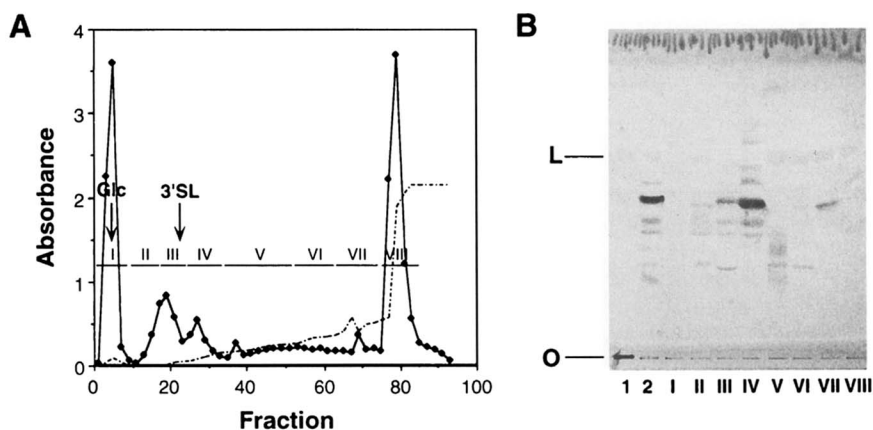 A
B
4
3
2
1
0
Absorbance
Glc
3'SL
I II III IV V VI VII VIII
0 20 40 60 80 100
Fraction
L
O
1 2 I II III IV V VI VII VIII